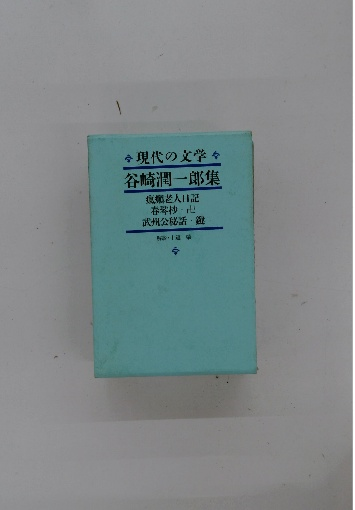 現代の文学
谷崎潤一郎集
瘋癲老人日記
春琴抄・卍
武州公秘話・鍵